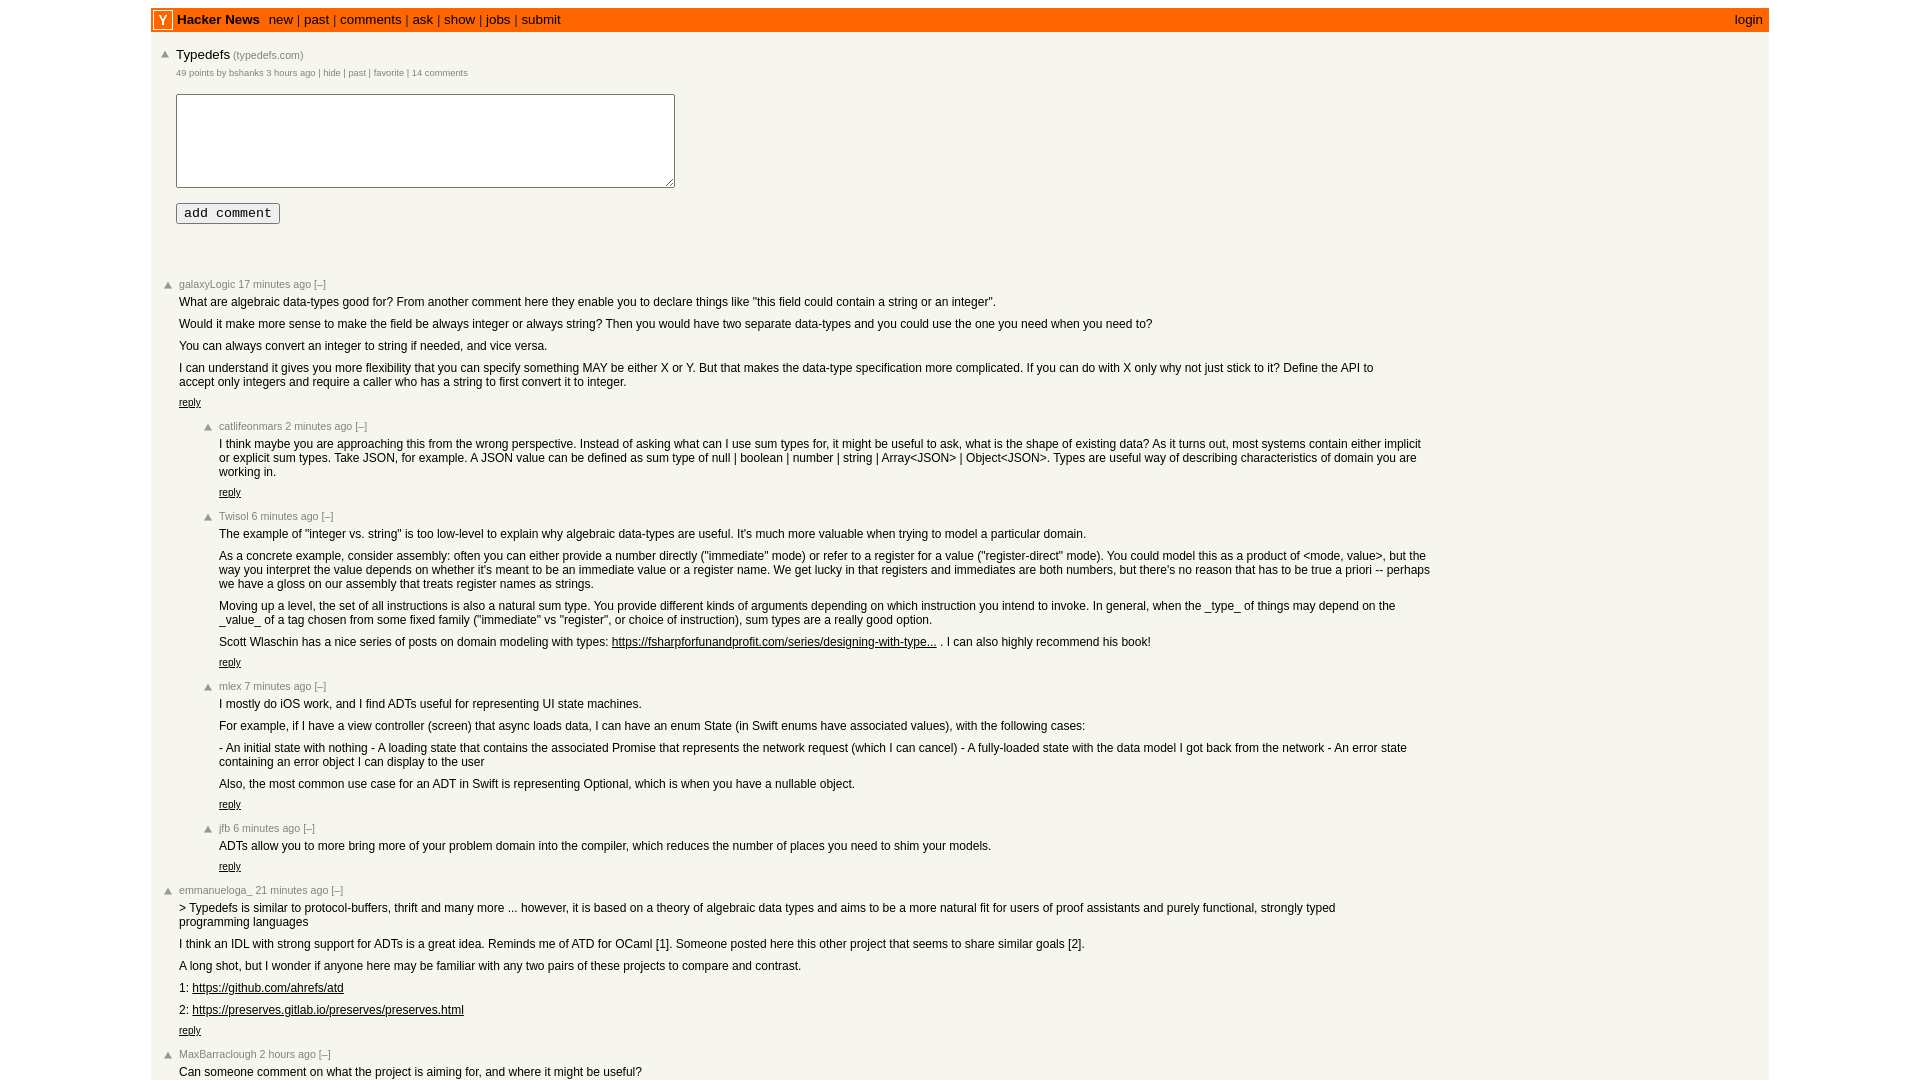 Y Hacker News new | past | comments | ask | show | jobs | submit login
Typedefs (typedefs.com)
49 points by bshanks 3 hours ago | hide | past | favorite | 14 comments
add comment
galaxyLogic 17 minutes ago [–]
What are algebraic data-types good for? From another comment here they enable you to declare things like "this field could contain a string or an integer".
Would it make more sense to make the field be always integer or always string? Then you would have two separate data-types and you could use the one you need when you need to?
You can always convert an integer to string if needed, and vice versa.
I can understand it gives you more flexibility that you can specify something MAY be either X or Y. But that makes the data-type specification more complicated. If you can do with X only why not just stick to it? Define the API to
accept only integers and require a caller who has a string to first convert it to integer.
reply
catlifeonmars 2 minutes ago [–]
I think maybe you are approaching this from the wrong perspective. Instead of asking what can I use sum types for, it might be useful to ask, what is the shape of existing data? As it turns out, most systems contain either implicit
or explicit sum types. Take JSON, for example. A JSON value can be defined as sum type of null | boolean | number | string | Array<JSON> | Object<JSON>. Types are useful way of describing characteristics of domain you are
working in.
reply
Twisol 6 minutes ago [–]
The example of "integer vs. string" is too low-level to explain why algebraic data-types are useful. It's much more valuable when trying to model a particular domain.
As a concrete example, consider assembly: often you can either provide a number directly ("immediate" mode) or refer to a register for a value ("register-direct" mode). You could model this as a product of <mode, value>, but the
way you interpret the value depends on whether it's meant to be an immediate value or a register name. We get lucky in that registers and immediates are both numbers, but there's no reason that has to be true a priori -- perhaps
we have a gloss on our assembly that treats register names as strings.
Moving up a level, the set of all instructions is also a natural sum type. You provide different kinds of arguments depending on which instruction you intend to invoke. In general, when the _type_ of things may depend on the
_value_ of a tag chosen from some fixed family ("immediate" vs "register", or choice of instruction), sum types are a really good option.
Scott Wlaschin has a nice series of posts on domain modeling with types: https://fsharpforfunandprofit.com/series/designing-with-type... . I can also highly recommend his book!
reply
mlex 7 minutes ago [–]
I mostly do iOS work, and I find ADTs useful for representing UI state machines.
For example, if I have a view controller (screen) that async loads data, I can have an enum State (in Swift enums have associated values), with the following cases:
- An initial state with nothing - A loading state that contains the associated Promise that represents the network request (which I can cancel) - A fully-loaded state with the data model I got back from the network - An error state
containing an error object I can display to the user
Also, the most common use case for an ADT in Swift is representing Optional, which is when you have a nullable object.
reply
jfb 6 minutes ago [–]
ADTs allow you to more bring more of your problem domain into the compiler, which reduces the number of places you need to shim your models.
reply
emmanueloga_ 21 minutes ago [–]
> Typedefs is similar to protocol-buffers, thrift and many more ... however, it is based on a theory of algebraic data types and aims to be a more natural fit for users of proof assistants and purely functional, strongly typed
programming languages
I think an IDL with strong support for ADTs is a great idea. Reminds me of ATD for OCaml [1]. Someone posted here this other project that seems to share similar goals [2].
A long shot, but I wonder if anyone here may be familiar with any two pairs of these projects to compare and contrast.
1: https://github.com/ahrefs/atd
2: https://preserves.gitlab.io/preserves/preserves.html
reply
MaxBarraclough 2 hours ago [–]
Can someone comment on what the project is aiming for, and where it might be useful?